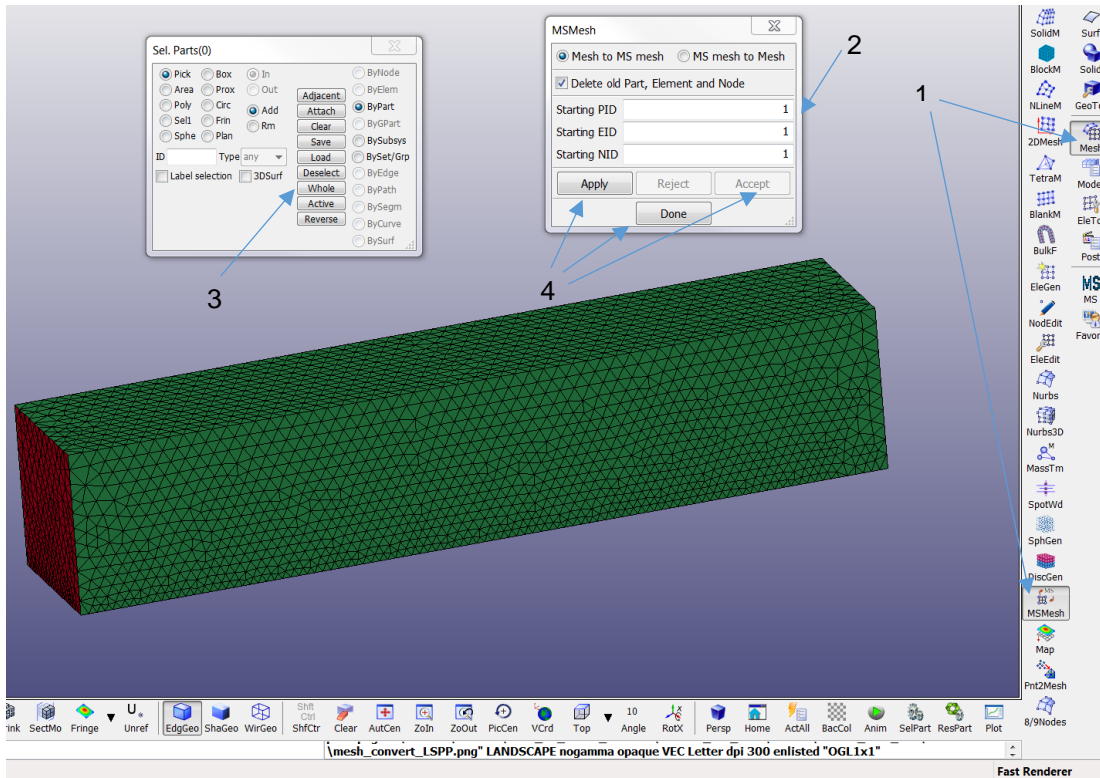 Sel. Parts(0)
Pick Box In ByNode
Area Prox Out Adjacent ByElem
Poly Circ Add Attach ByPart
Sel1 Frin Rm Clear ByGPart
Sphe Plan Save BySubsys
ID Type any Load BySet/Grp
Label selection 3DSurf Deselect ByEdge
Whole ByPath
Active BySegm
Reverse ByCurve
BySurf
3
MSMesh
Mesh to MS mesh MS mesh to Mesh
Delete old Part, Element and Node
Starting PID 1
Starting EID 1
Starting NID 1
Apply Reject Accept
Done
2
4
1
SolidM
BlockM
NLineM
2DMesh
TetraM
BlankM
BulkF
EleGen
NodEdit
EleEdit
Nurbs
Nurbs3D
M
MassTm
SpotWd
SphGen
DiscGen
MS
MSMesh
Map
Pnt2Mesh
8/9Nodes
Surf
Solid
GeoTo
Mesh
Mode
EleTo
Post
MS
MS
Favor
rink SectMo Fringe Unref EdgGeo ShaGeo WirGeo ShfCtr Clear AutCen ZoIn ZoOut PicCen VCrd Top Angle RotX Persp Home ActAll BacCol Anim SelPart ResPart Plot
U*
Shft
Ctrl
10
\mesh_convert_LSPP.png" LANDSCAPE nogamma opaque VEC Letter dpi 300 enlisted "OGL1x1"
Fast Renderer